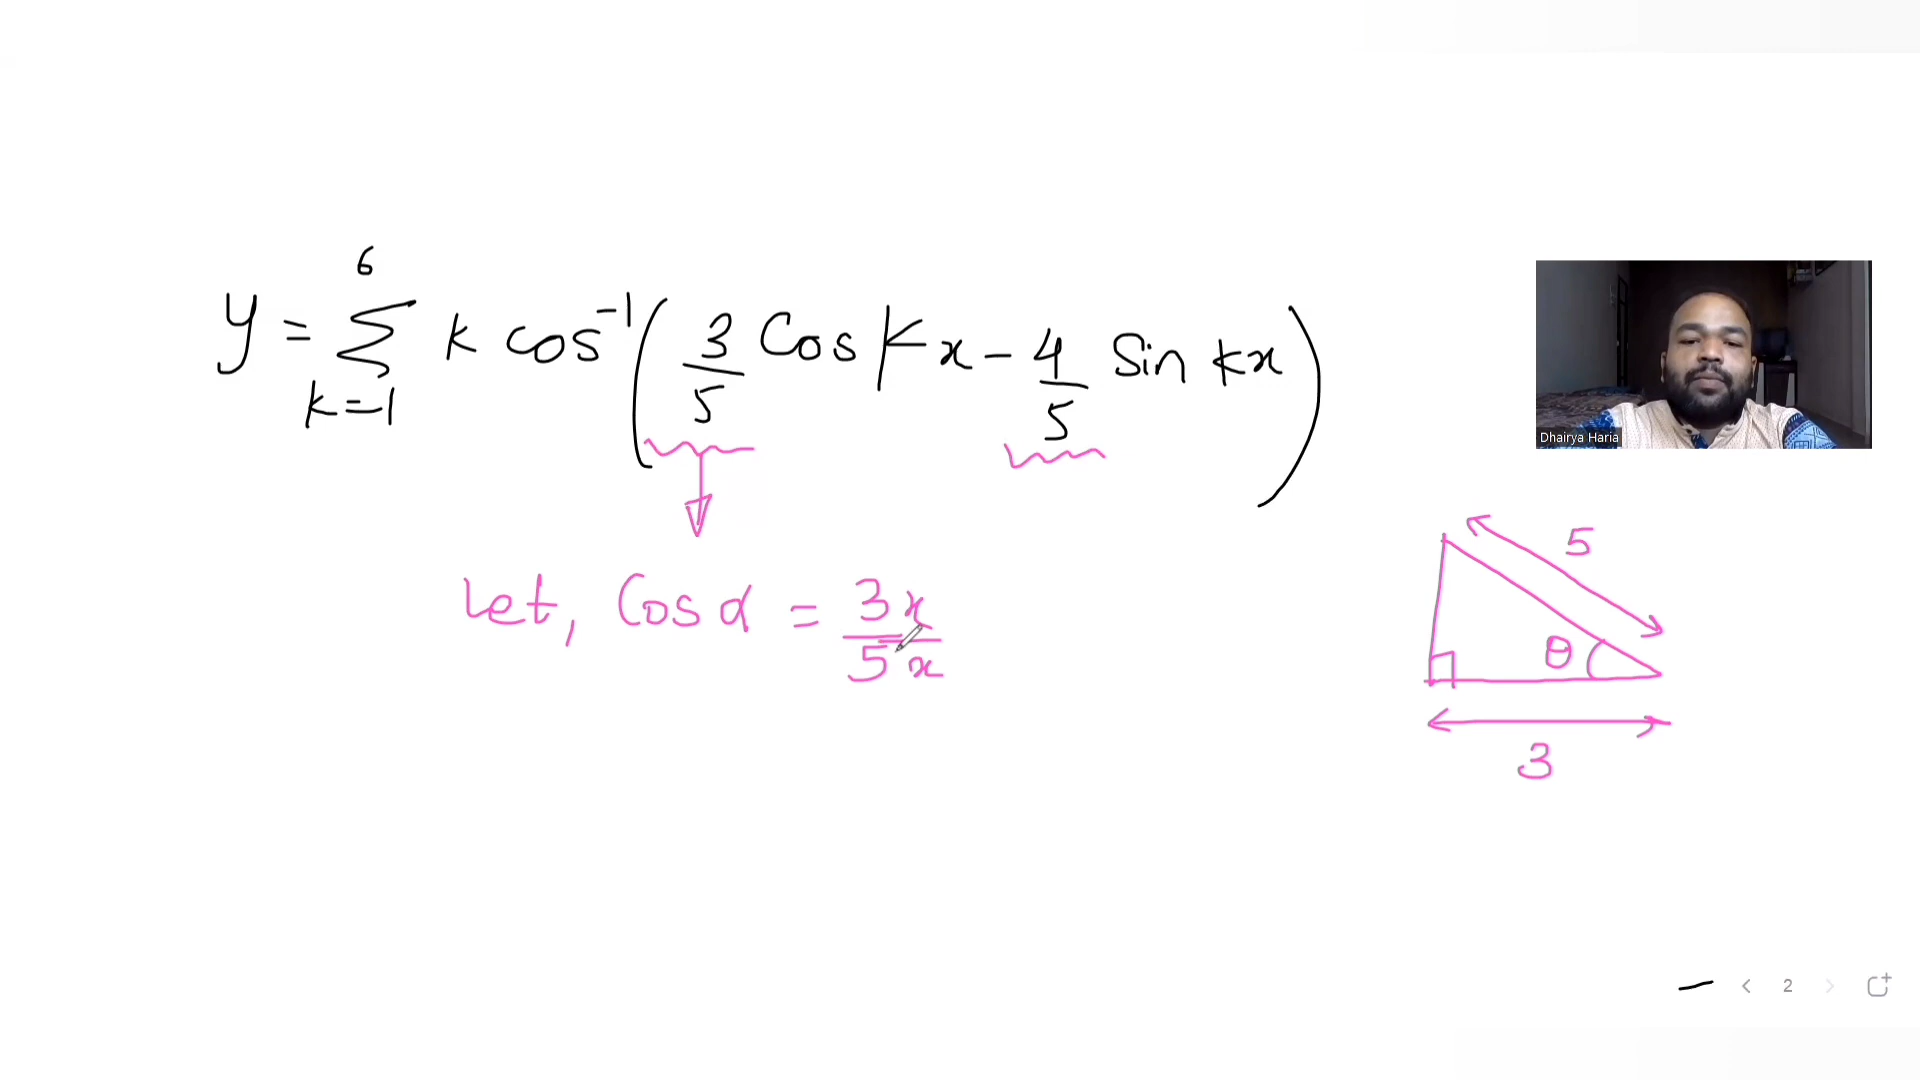 y = 6∑k=1 k cos⁻¹( 3/5 Cos Kx - 4/5 Sin kx )
Dhairya Haria
5
Let, Cos α = 3x/5x
θ
3
2